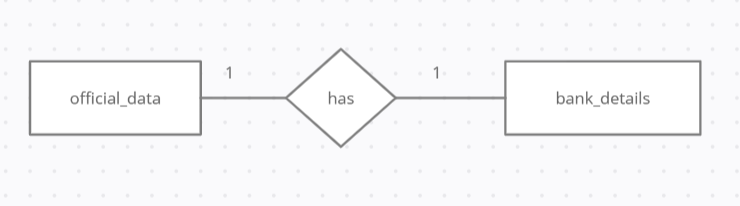 1
1
official_data
has
bank_details